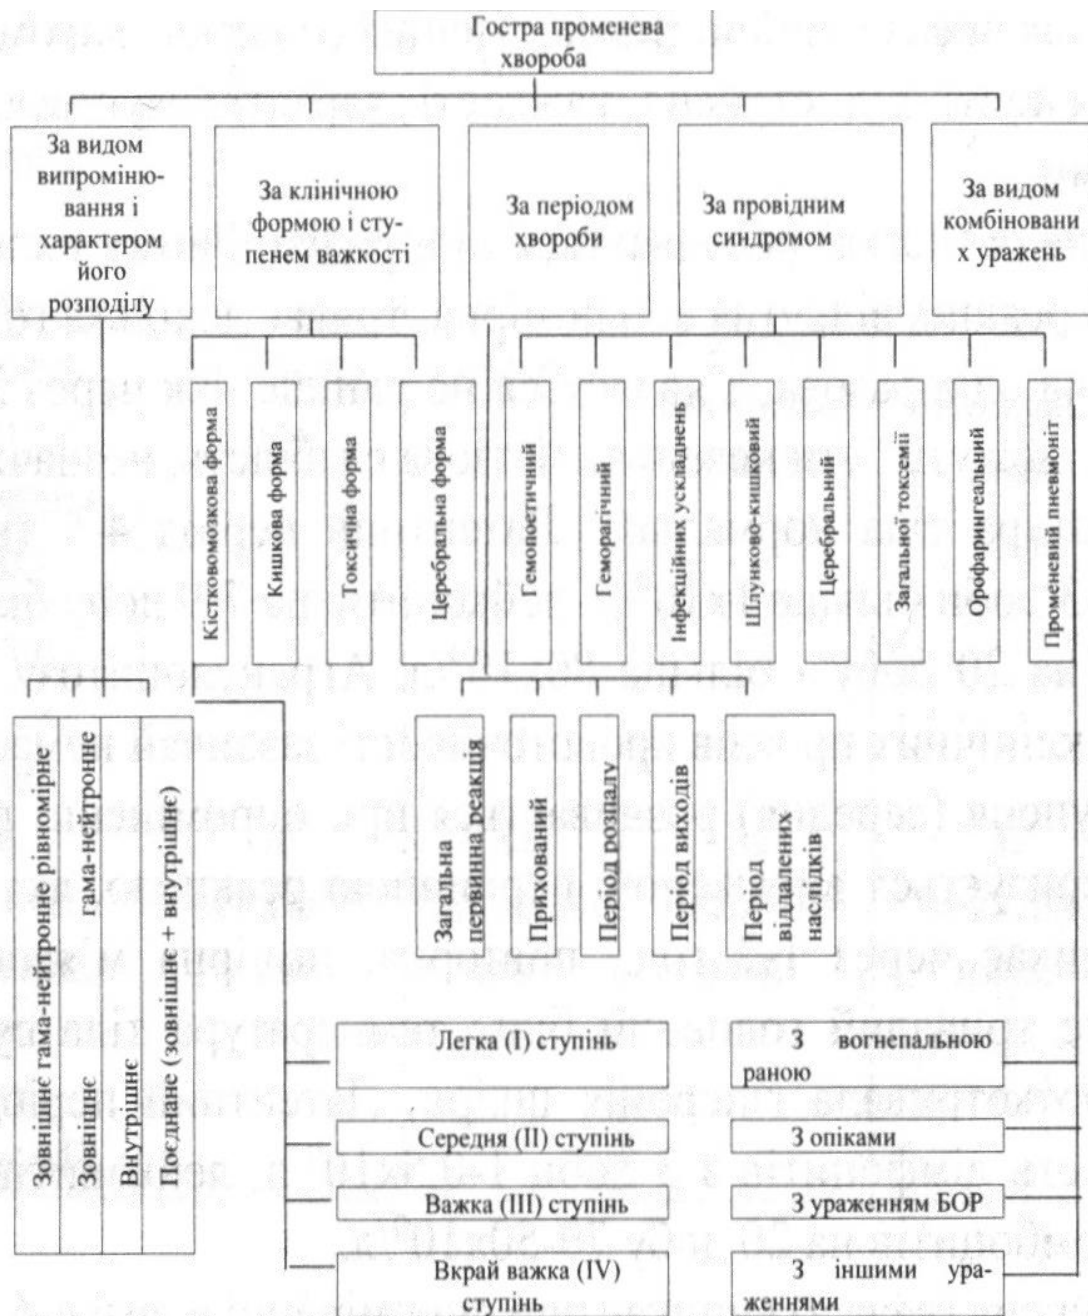 Гостра променева
хвороба
За видом
випроміню-
вання і
характером
його
розподілу
За клінічною
формою і сту-
пенем важкості
За періодом
хвороби
За провідним
синдромом
За видом
комбіновани
х уражень
Кістковомозкова форма
Кишкова форма
Токсична форма
Церебральна форма
Гемопоетичний
Геморагічний
Інфекційних ускладнень
Шлунково-кишковий
Церебральний
Загальної токсемії
Орофарингеальний
Променевий пневмоніт
Зовнішнє гама-нейтронне рівномірне
Зовнішнє гама-нейтронне
Внутрішнє
Поєднане (зовнішнє+ внутрішнє)
Загальна
первинна реакція
Прихований
Період розпалу
Период виходів
Период
віддалених
наслідків
Легка (I) ступінь
Середня (II) ступінь
Важка (III) ступінь
Вкрай важка (IV)
ступінь
З вогнепальною
раною
З опіками
З ураженням БОР
З іншими ура-
женнями